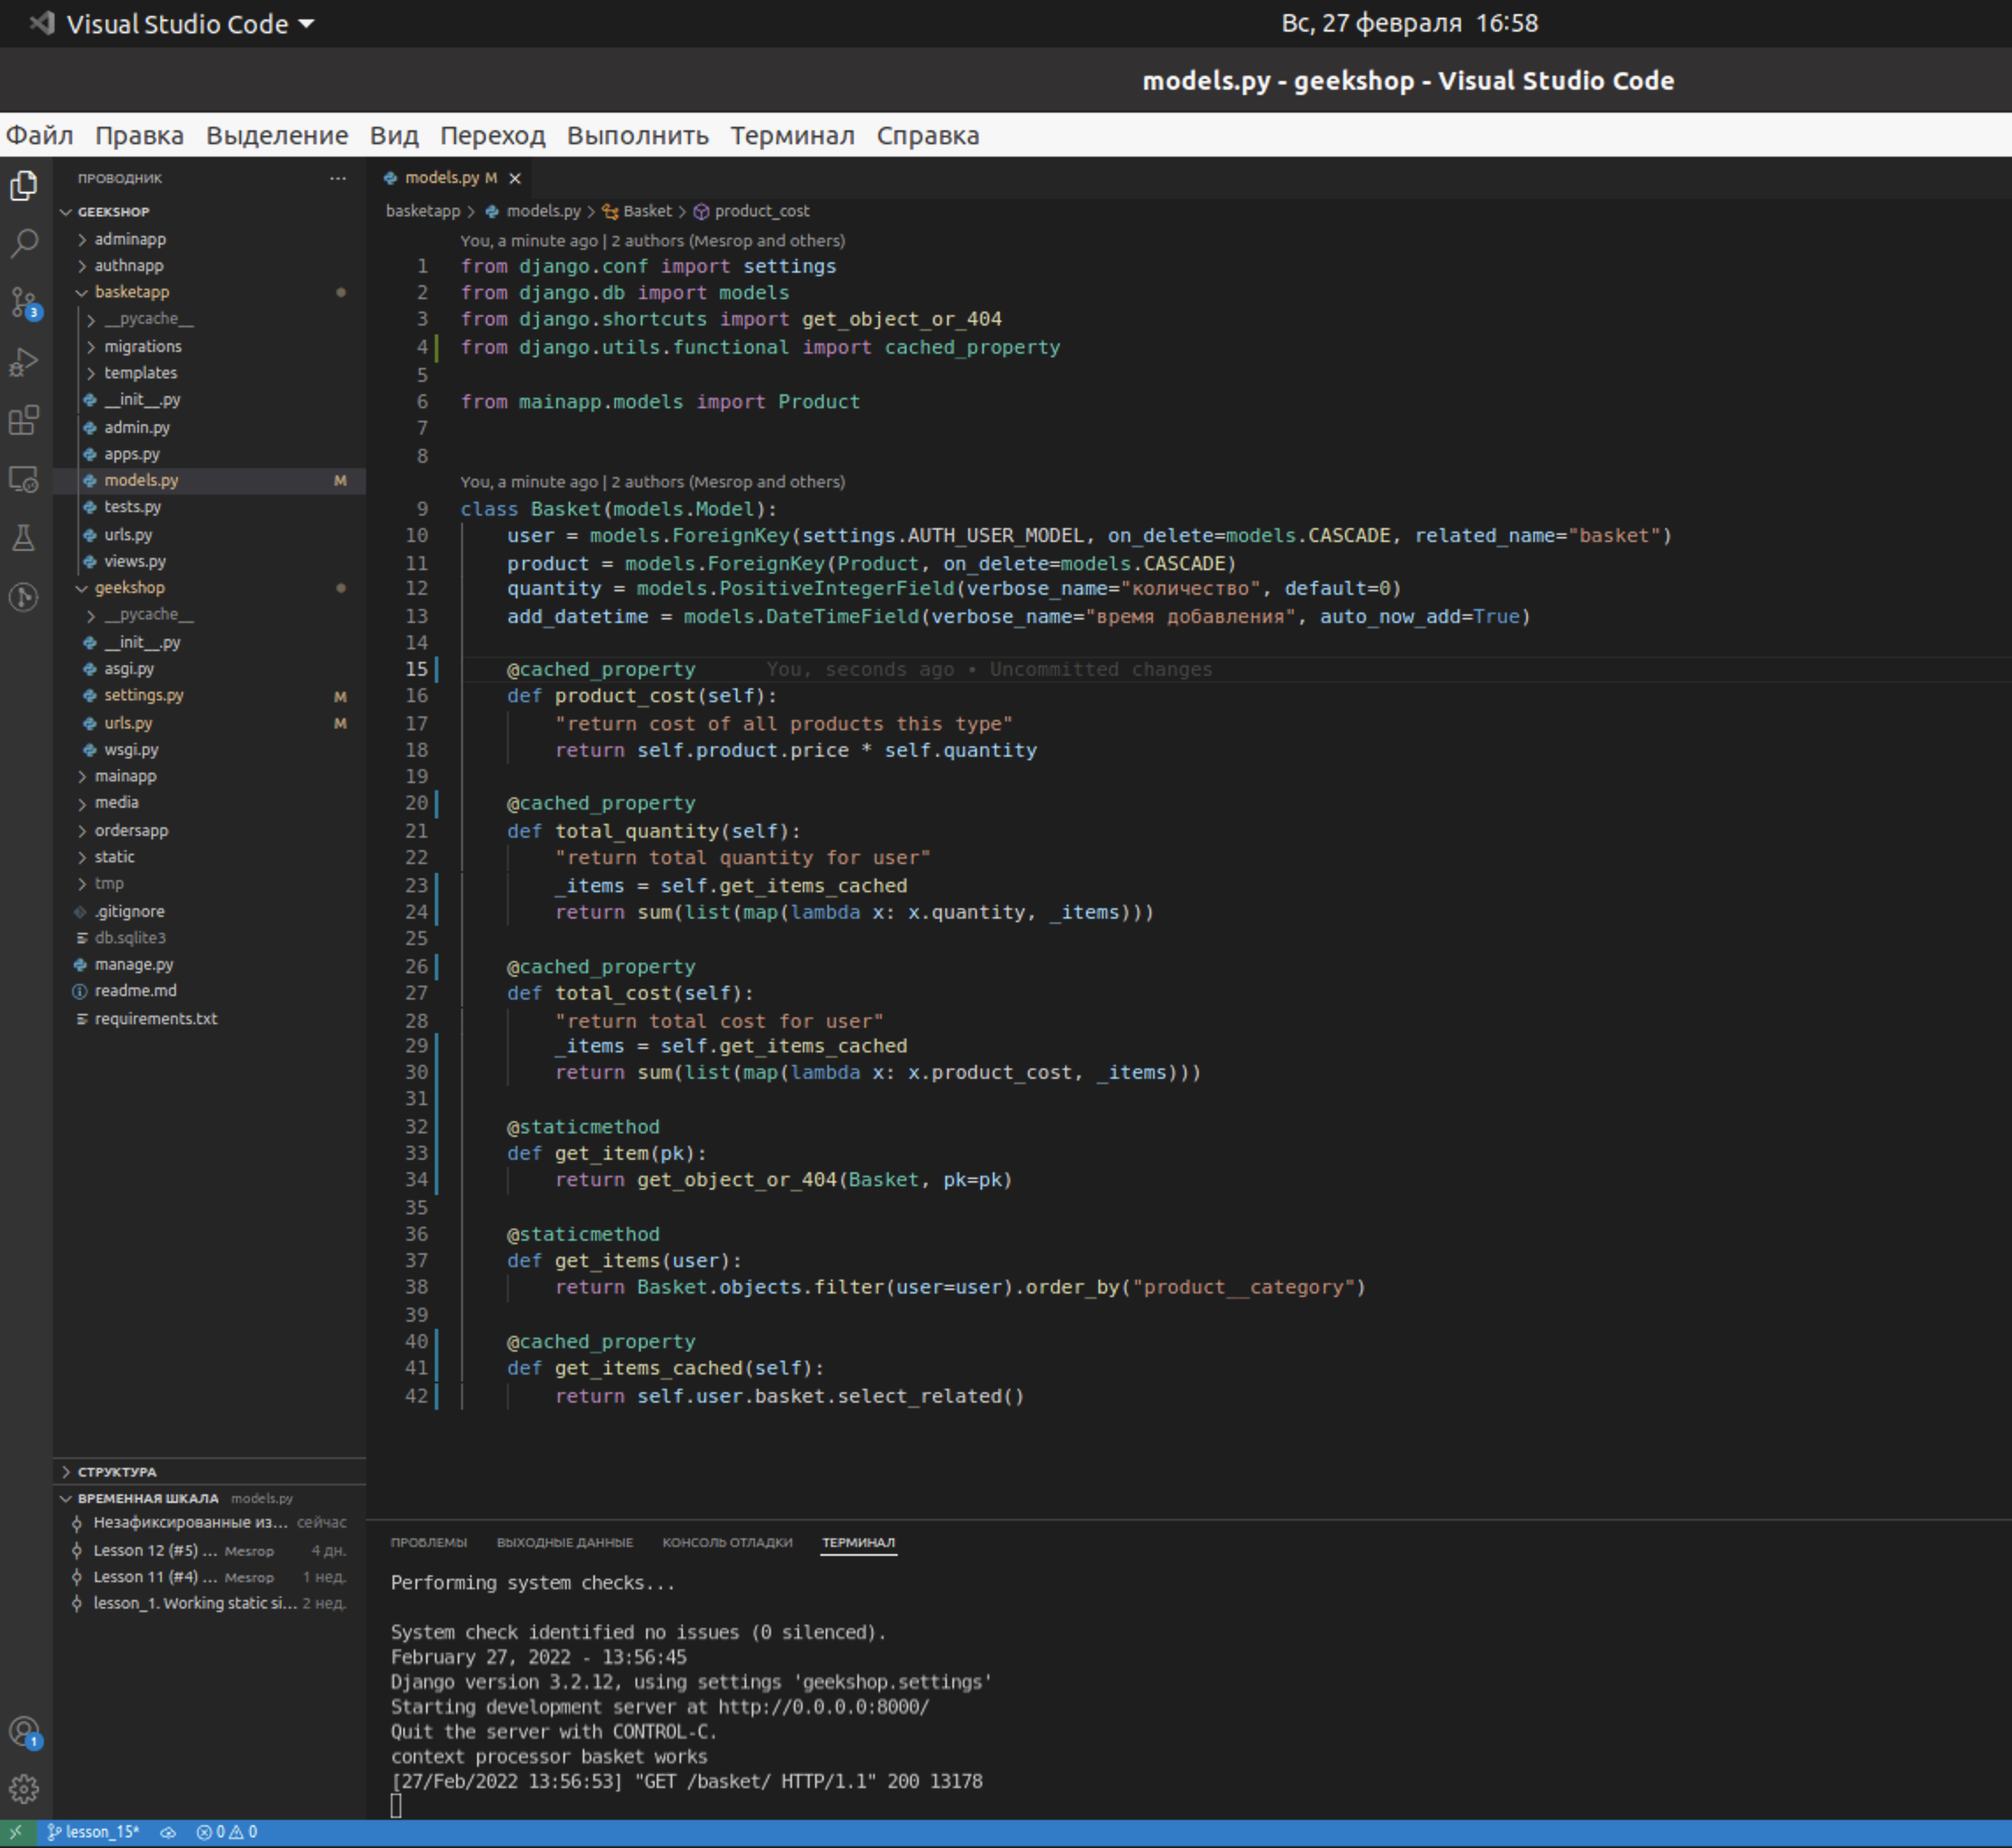 Visual Studio Code
Вс, 27 февраля 16:58
models.py - geekshop - Visual Studio Code
Файл Правка Выделение Вид Переход Выполнить Терминал Справка
ПРОВОДНИК ...
GEEKSHOP
adminapp
authnapp
basketapp
__pycache__
migrations
templates
__init__.py
admin.py
apps.py
models.py M
tests.py
urls.py
views.py
geekshop
__pycache__
__init__.py
asgi.py
settings.py M
urls.py M
wsgi.py
mainapp
media
ordersapp
static
tmp
.gitignore
db.sqlite3
manage.py
readme.md
requirements.txt
СТРУКТУРА
ВРЕМЕННАЯ ШКАЛА models.py
Незафиксированные из... сейчас
Lesson 12 (#5) ... Mesrop 4 дн.
Lesson 11 (#4) ... Mesrop 1 нед.
lesson_1. Working static si... 2 нед.
3
1
models.py M
basketapp > models.py > Basket > product_cost
You, a minute ago | 2 authors (Mesrop and others)
1 from django.conf import settings
2 from django.db import models
3 from django.shortcuts import get_object_or_404
4 from django.utils.functional import cached_property
5
6 from mainapp.models import Product
7
8
You, a minute ago | 2 authors (Mesrop and others)
9 class Basket(models.Model):
10 user = models.ForeignKey(settings.AUTH_USER_MODEL, on_delete=models.CASCADE, related_name="basket")
11 product = models.ForeignKey(Product, on_delete=models.CASCADE)
12 quantity = models.PositiveIntegerField(verbose_name="количество", default=0)
13 add_datetime = models.DateTimeField(verbose_name="время добавления", auto_now_add=True)
14
15 @cached_property You, seconds ago • Uncommitted changes
16 def product_cost(self):
17 "return cost of all products this type"
18 return self.product.price * self.quantity
19
20 @cached_property
21 def total_quantity(self):
22 "return total quantity for user"
23 _items = self.get_items_cached
24 return sum(list(map(lambda x: x.quantity, _items)))
25
26 @cached_property
27 def total_cost(self):
28 "return total cost for user"
29 _items = self.get_items_cached
30 return sum(list(map(lambda x: x.product_cost, _items)))
31
32 @staticmethod
33 def get_item(pk):
34 return get_object_or_404(Basket, pk=pk)
35
36 @staticmethod
37 def get_items(user):
38 return Basket.objects.filter(user=user).order_by("product__category")
39
40 @cached_property
41 def get_items_cached(self):
42 return self.user.basket.select_related()
ПРОБЛЕМЫ ВЫХОДНЫЕ ДАННЫЕ КОНСОЛЬ ОТЛАДКИ ТЕРМИНАЛ
Performing system checks...
System check identified no issues (0 silenced).
February 27, 2022 - 13:56:45
Django version 3.2.12, using settings 'geekshop.settings'
Starting development server at http://0.0.0.0:8000/
Quit the server with CONTROL-C.
context processor basket works
[27/Feb/2022 13:56:53] "GET /basket/ HTTP/1.1" 200 13178
lesson_15* 0 0